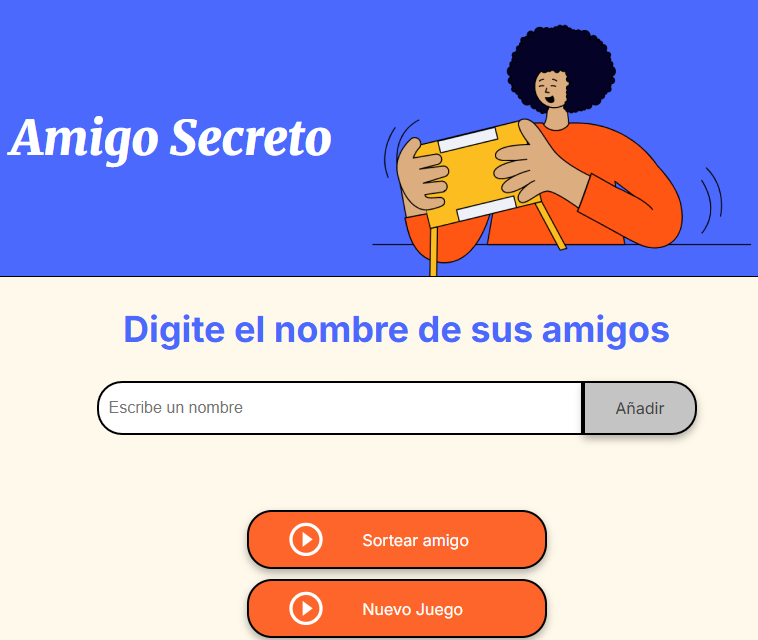 Amigo Secreto
Digite el nombre de sus amigos
Escribe un nombre
Añadir
Sortear amigo
Nuevo Juego